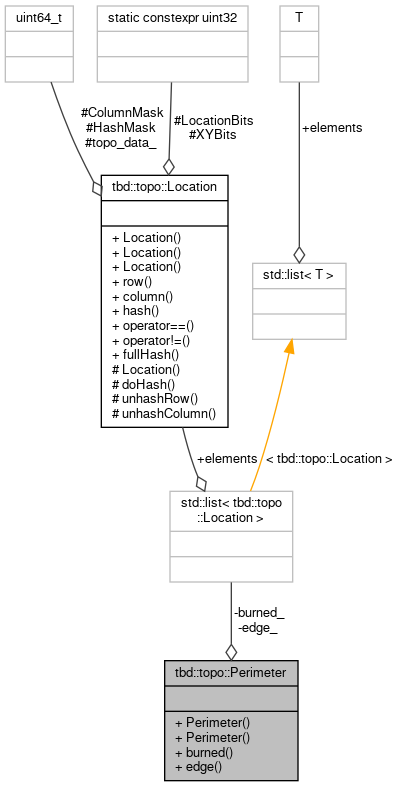 uint64_t
static constexpr uint32
T
#ColumnMask
#HashMask
#topo_data_
#LocationBits
#XYBits
+elements
tbd::topo::Location
+ Location()
+ Location()
+ Location()
+ row()
+ column()
+ hash()
+ operator==()
+ operator!=()
+ fullHash()
# Location()
# doHash()
# unhashRow()
# unhashColumn()
std::list< T >
+elements
< tbd::topo::Location >
std::list< tbd::topo
::Location >
-burned_
-edge_
tbd::topo::Perimeter
+ Perimeter()
+ Perimeter()
+ burned()
+ edge()